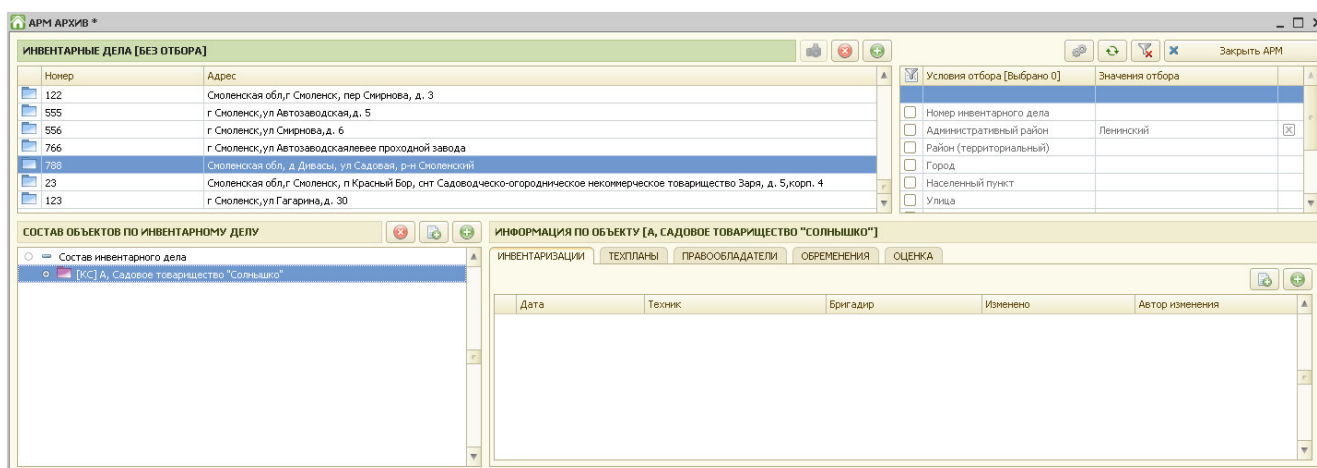 АРМ АРХИВ *
ИНВЕНТАРНЫЕ ДЕЛА [БЕЗ ОТБОРА]
Закрыть АРМ
Номер Адрес
122 Смоленская обл,г Смоленск, пер Смирнова, д. 3
555 г Смоленск,ул Автозаводская,д. 5
556 г Смоленск,ул Смирнова,д. 6
766 г Смоленск,ул Автозаводскаялевее проходной завода
788 Смоленская обл, д Дивасы, ул Садовая, р-н Смоленский
23 Смоленская обл,г Смоленск, п Красный Бор, снт Садоводческо-огородническое некоммерческое товарищество Заря, д. 5,корп. 4
123 г Смоленск,ул Гагарина,д. 30
Условия отбора [Выбрано 0] Значения отбора
Номер инвентарного дела
Административный район Ленинский
Район (территориальный)
Город
Населенный пункт
Улица
СОСТАВ ОБЪЕКТОВ ПО ИНВЕНТАРНОМУ ДЕЛУ
Состав инвентарного дела
[КС] А, Садовое товарищество "Солнышко"
ИНФОРМАЦИЯ ПО ОБЪЕКТУ [А, САДОВОЕ ТОВАРИЩЕСТВО "СОЛНЫШКО"]
ИНВЕНТАРИЗАЦИИ ТЕХПЛАНЫ ПРАВООБЛАДАТЕЛИ ОБРЕМЕНЕНИЯ ОЦЕНКА
Дата Техник Бригадир Изменено Автор изменения